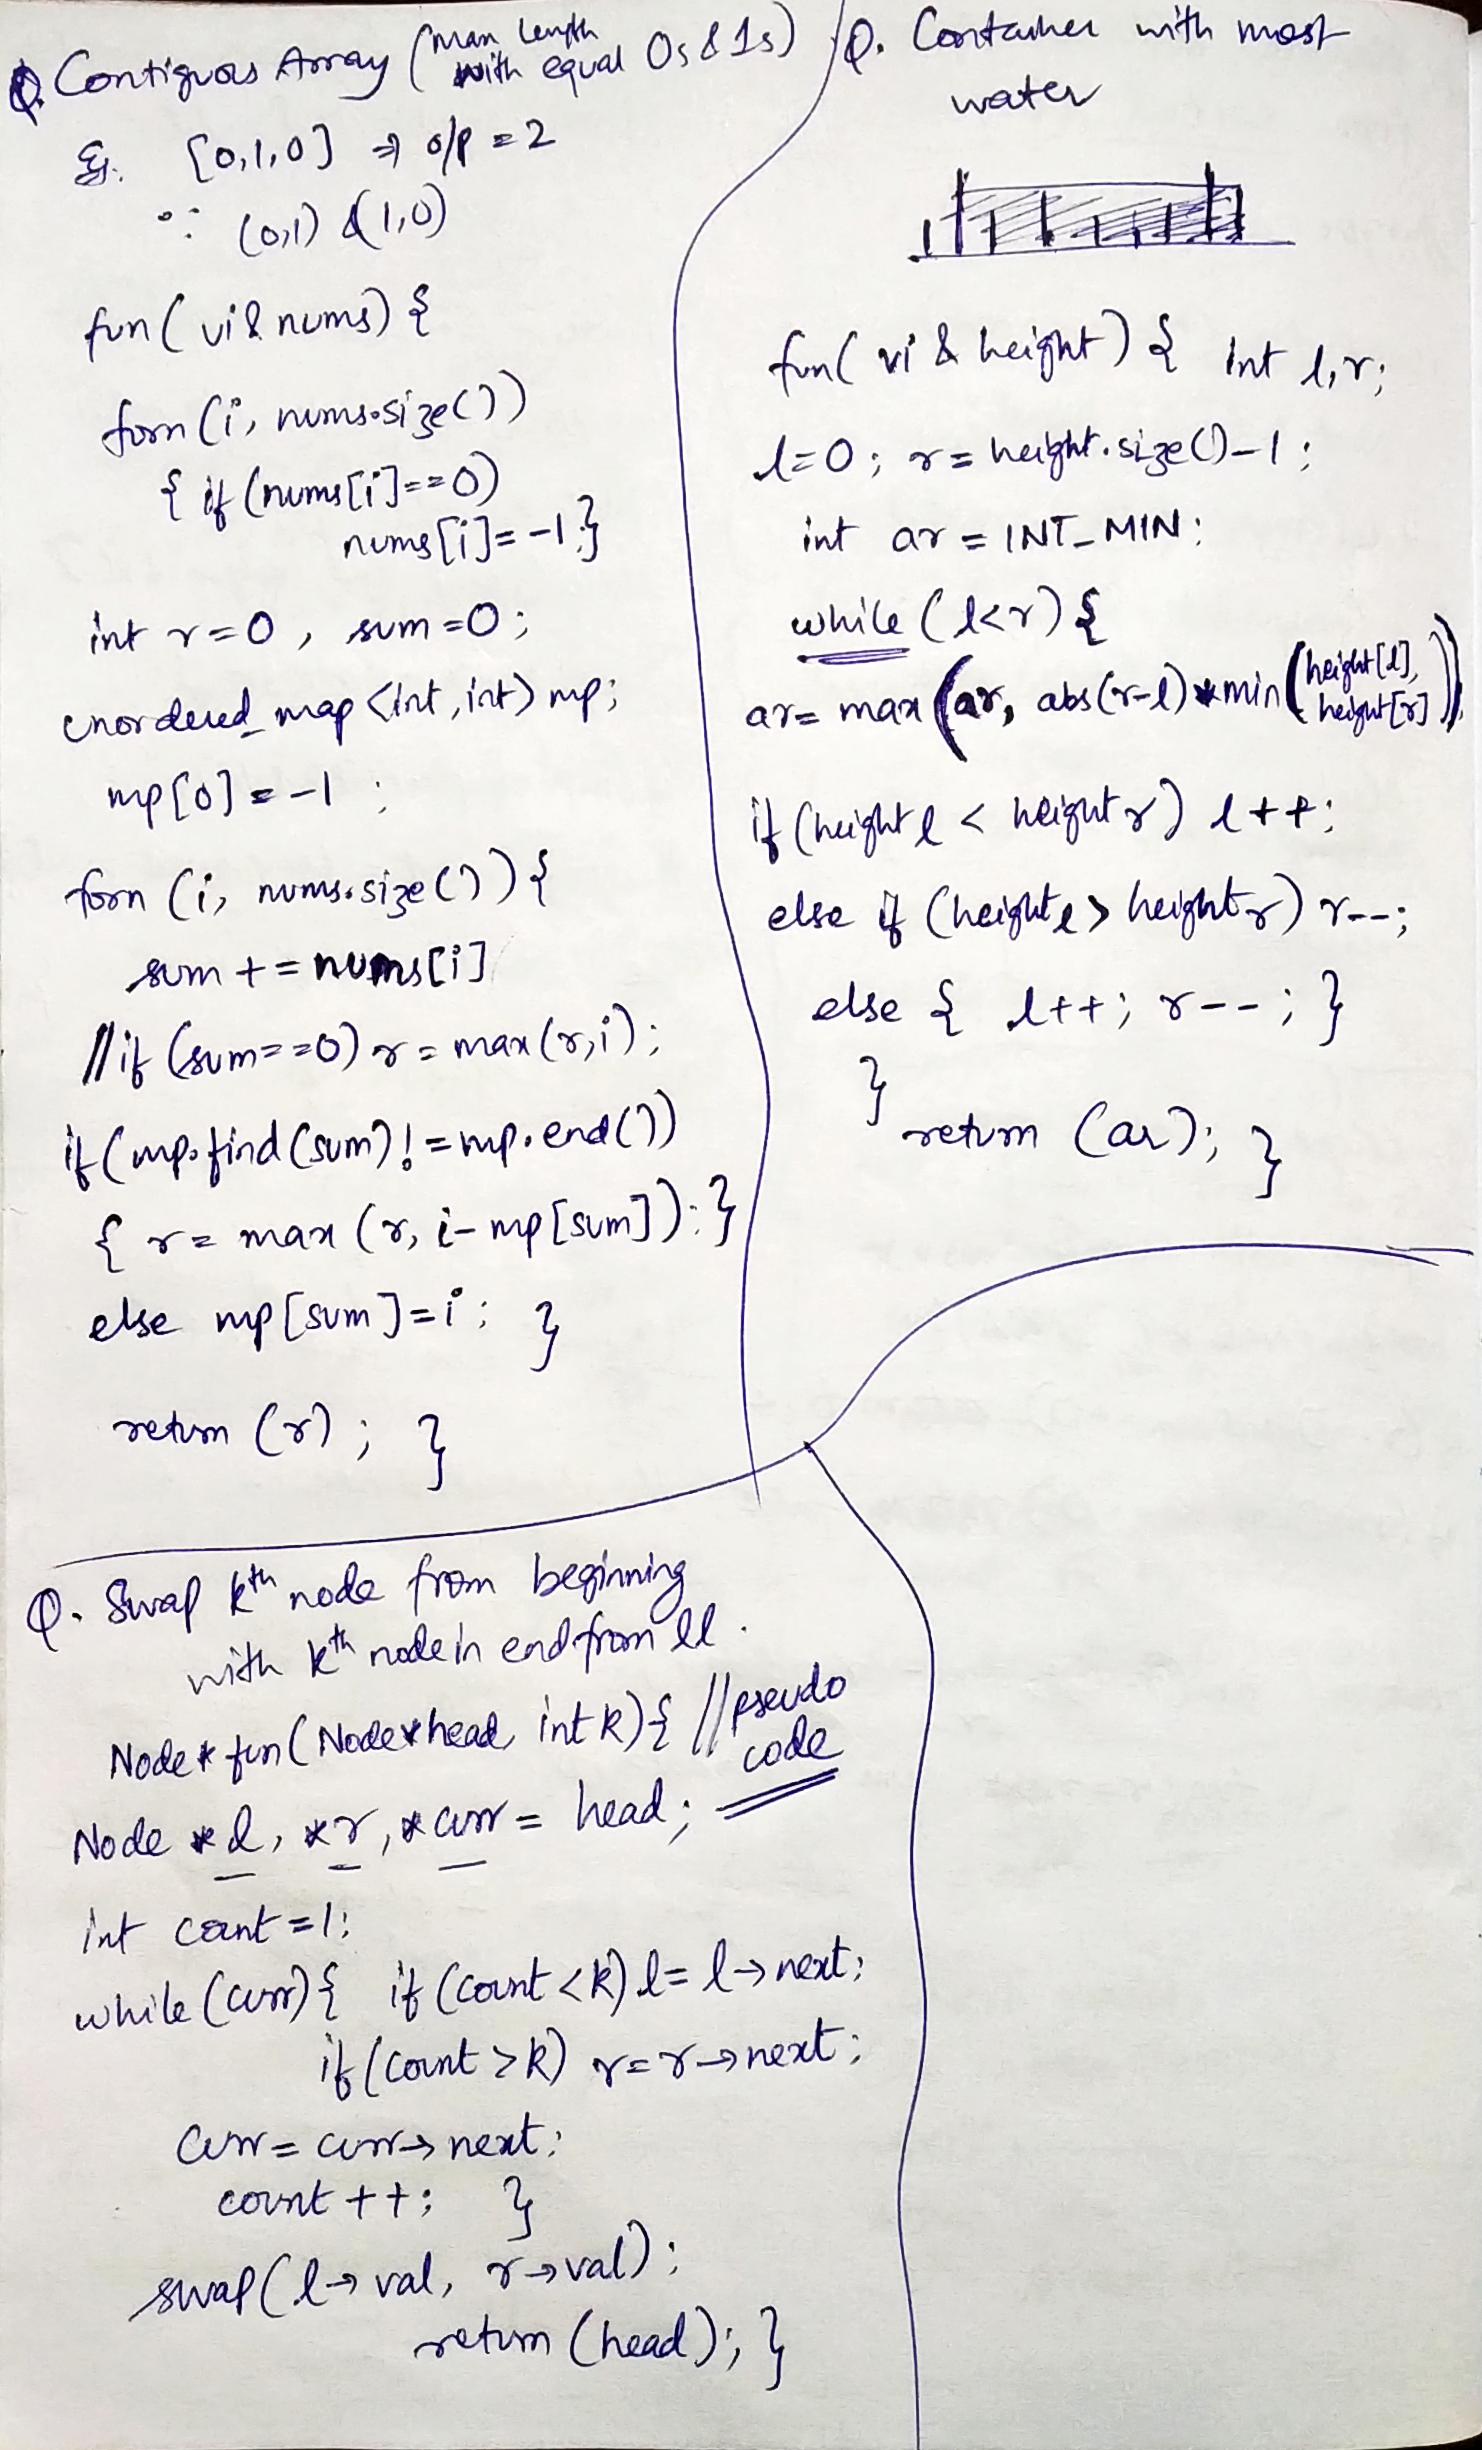 Q. Contiguous Array (max length with equal 0s & 1s)
Eg. [0,1,0] ⇒ o/p = 2
∵ (0,1) & (1,0)
fun( vi & nums) {
forn (i, nums.size())
{ if (nums[i]==0)
nums[i]= -1;}
int r=0 , sum=0;
unordered_map <int, int> mp;
mp[0] = -1 ;
forn (i, nums.size()) {
sum += nums[i]
// if (sum==0) r = max(r,i);
if (mp.find(sum) != mp.end())
{ r = max (r, i- mp[sum]); }
else mp[sum]=i; }
return (r) ; }
Q. Container with most
water
fun( vi & height) { int l,r;
l=0; r= height.size()-1;
int ar = INT_MIN;
while (l<r) {
ar= max (ar, abs(r-l) * min (height[l], height[r]));
if (height l < height r) l++;
else if (height l > height r) r--;
else { l++; r--; }
}
return (ar); }
Q. Swap kth node from beginning
with kth node in end from ll.
Node* fun( Node* head, int k) { // pseudo code
Node *l, *r, *curr = head;
int count=1;
while (curr) { if (count <k) l= l→next;
if (count >k) r=r→next;
curr= curr→next;
count ++; }
swap( l→val, r→val);
return (head); }